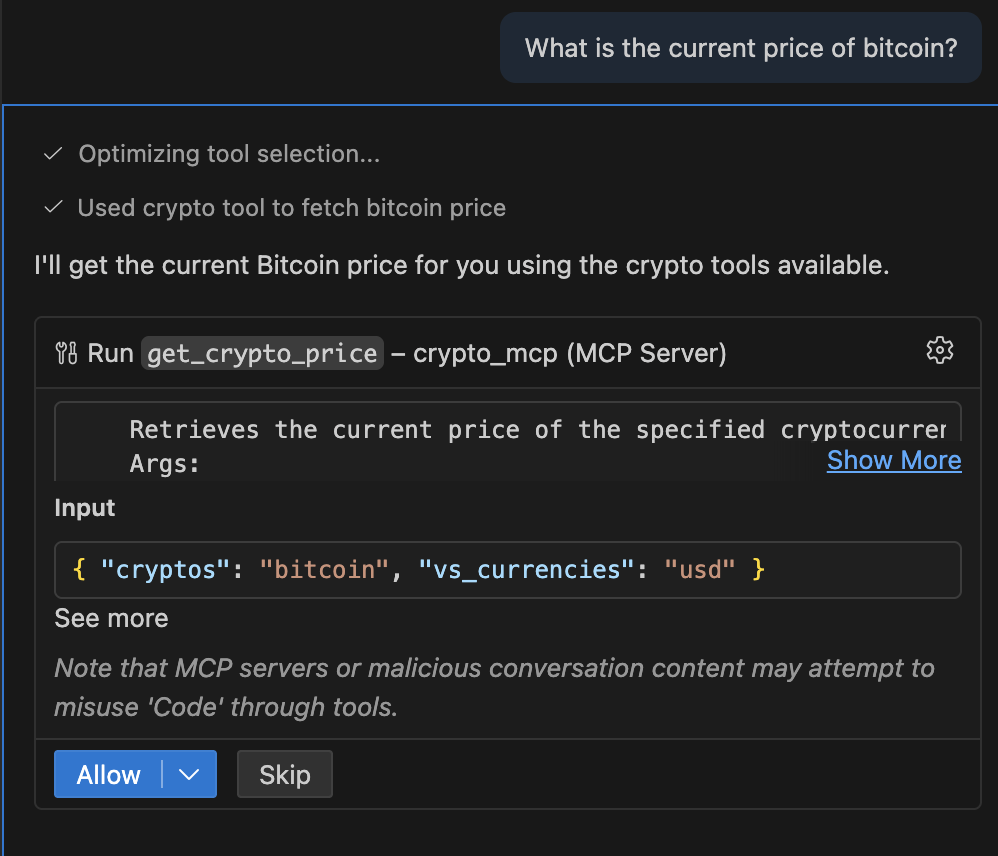 What is the current price of bitcoin?
Optimizing tool selection...
Used crypto tool to fetch bitcoin price
I'll get the current Bitcoin price for you using the crypto tools available.
Run get_crypto_price – crypto_mcp (MCP Server)
Retrieves the current price of the specified cryptocurren
Args:
Show More
Input
{ "cryptos": "bitcoin", "vs_currencies": "usd" }
See more
Note that MCP servers or malicious conversation content may attempt to
misuse 'Code' through tools.
Allow
Skip